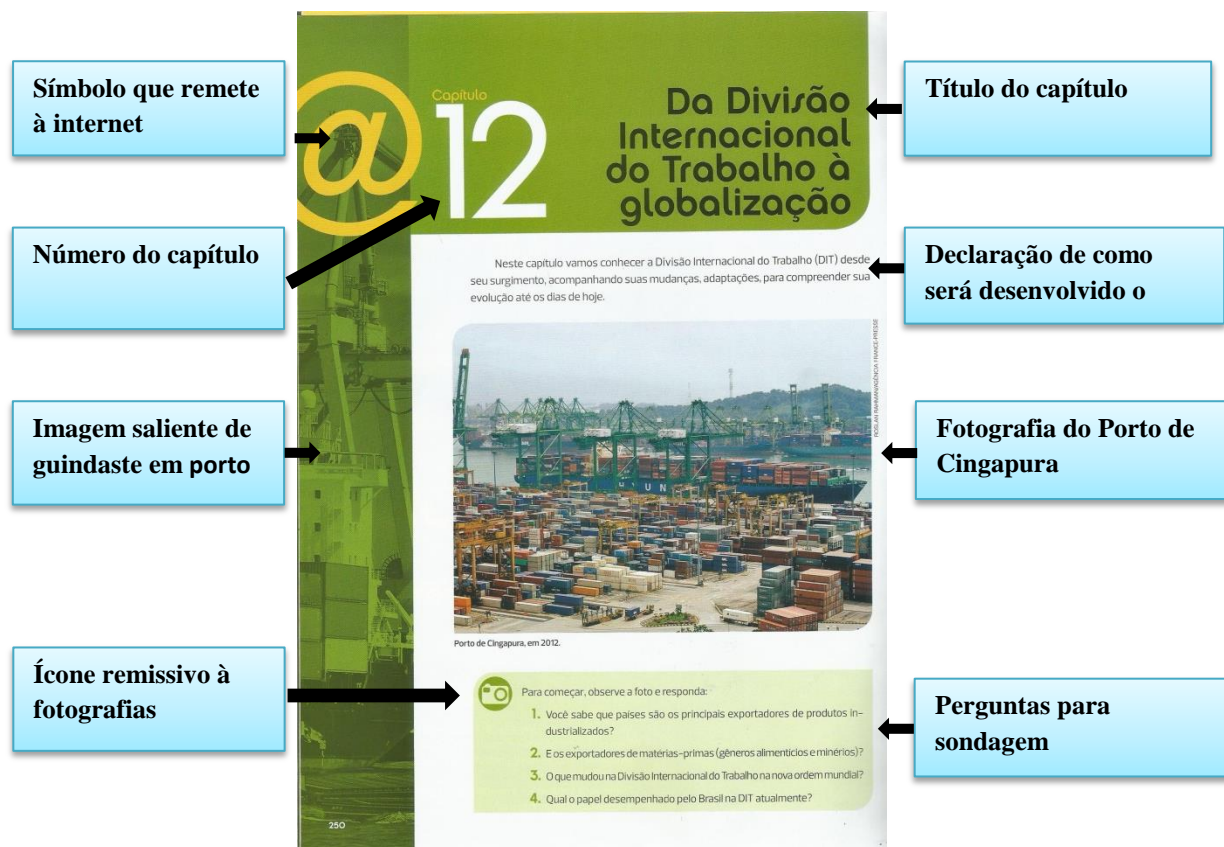 Símbolo que remete
à internet
Número do capítulo
Imagem saliente de
guindaste em porto
Ícone remissivo à
fotografias
@
Capítulo
12
Da Divisão
Internacional
do Trabalho à
globalização
Neste capítulo vamos conhecer a Divisão Internacional do Trabalho (DIT) desde
seu surgimento, acompanhando suas mudanças, adaptações, para compreender sua
evolução até os dias de hoje.
ROSLAN RAHMAN/AGÊNCIA FRANCE-PRESSE
Porto de Cingapura, em 2012.
Para começar, observe a foto e responda:
1. Você sabe que países são os principais exportadores de produtos in-
dustrializados?
2. E os exportadores de matérias-primas (gêneros alimentícios e minérios)?
3. O que mudou na Divisão Internacional do Trabalho na nova ordem mundial?
4. Qual o papel desempenhado pelo Brasil na DIT atualmente?
250
Título do capítulo
Declaração de como
será desenvolvido o
Fotografia do Porto de
Cingapura
Perguntas para
sondagem